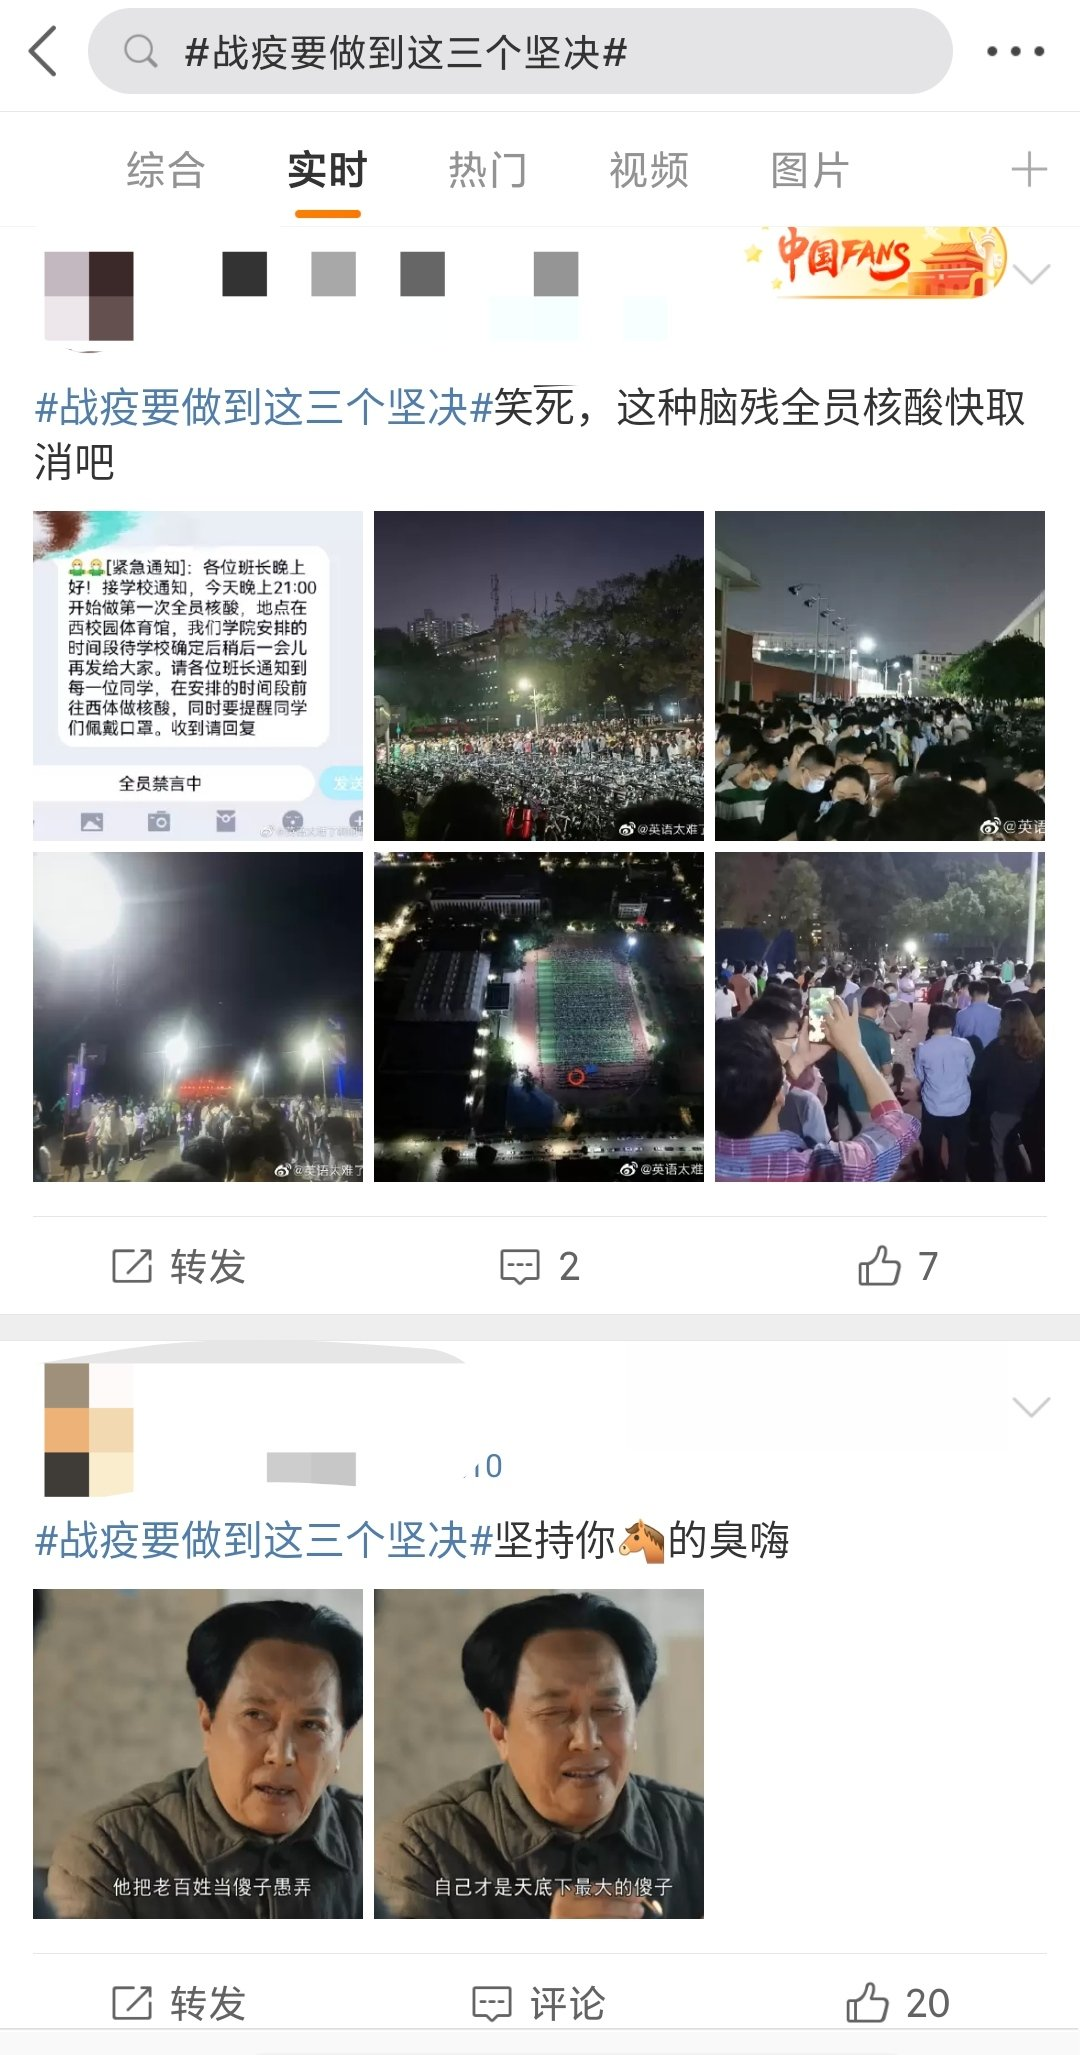 #战疫要做到这三个坚决#
综合 实时 热门 视频 图片
中国FANS
#战疫要做到这三个坚决#笑死，这种脑残全员核酸快取
消吧
[紧急通知]：各位班长晚上
好！接学校通知，今天晚上21:00
开始做第一次全员核酸，地点在
西校园体育馆，我们学院安排的
时间段待学校确定后稍后一会儿
再发给大家。请各位班长通知到
每一位同学，在安排的时间段前
往西体做核酸，同时要提醒同学
们佩戴口罩。收到请回复
全员禁言中
发送
@英语太难了
@英语
@英语太难了
@英语太难
转发 2 7
#战疫要做到这三个坚决#坚持你🐴的臭嗨
他把老百姓当傻子愚弄
自己才是天底下最大的傻子
转发 评论 20